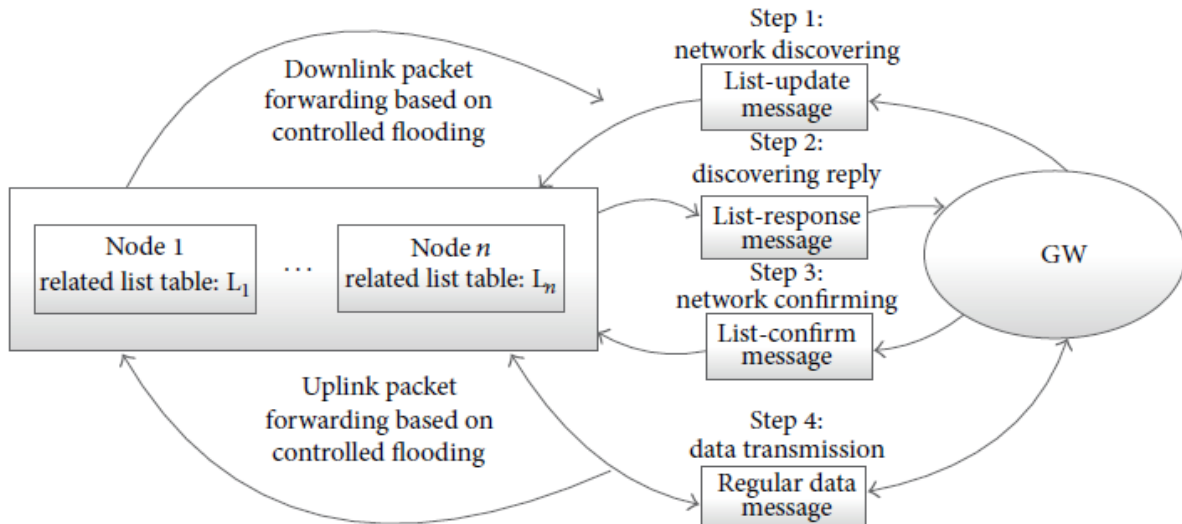 Step 1:
network discovering
List-update
message
Downlink packet
forwarding based on
controlled flooding
Step 2:
discovering reply
List-response
message
Node 1
related list table: L₁
...
Node n
related list table: Lₙ
GW
Step 3:
network confirming
List-confirm
message
Uplink packet
forwarding based on
controlled flooding
Step 4:
data transmission
Regular data
message